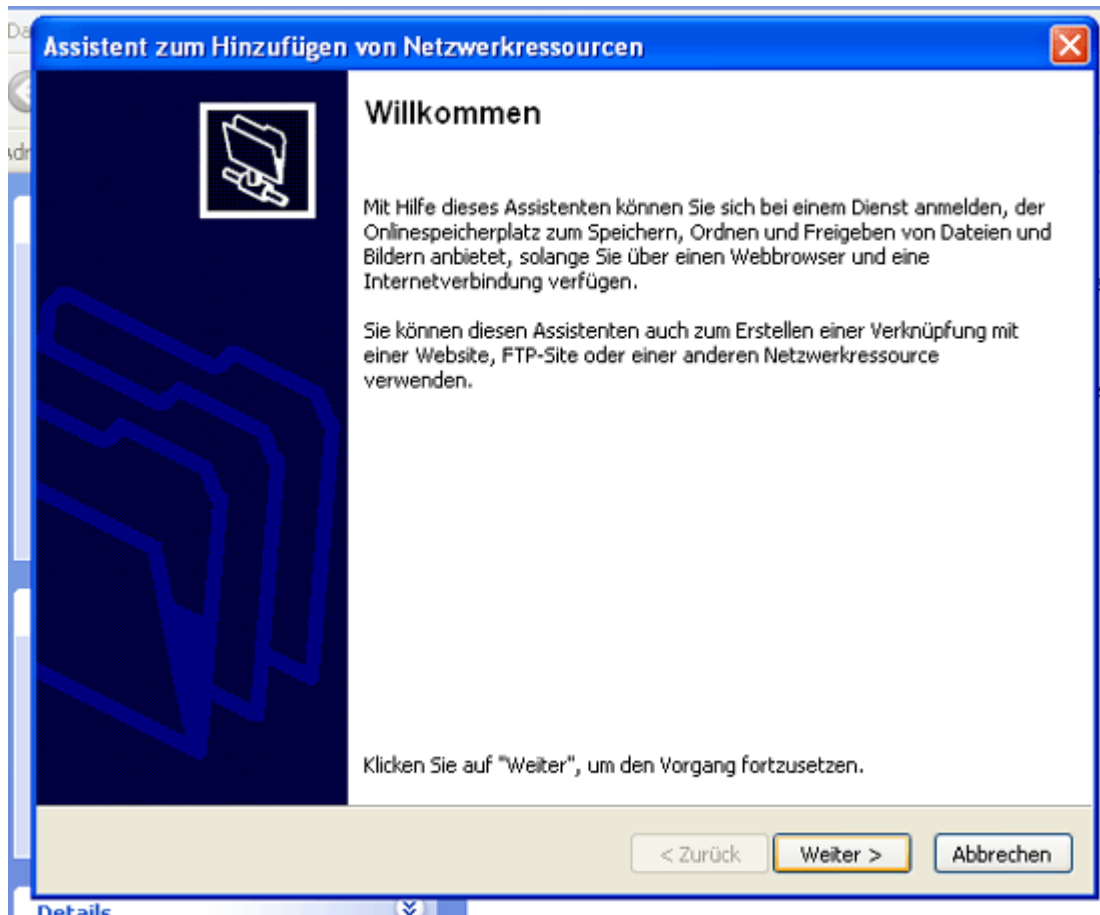 Da
Assistent zum Hinzufügen von Netzwerkressourcen
Willkommen
Mit Hilfe dieses Assistenten können Sie sich bei einem Dienst anmelden, der
Onlinespeicherplatz zum Speichern, Ordnen und Freigeben von Dateien und
Bildern anbietet, solange Sie über einen Webbrowser und eine
Internetverbindung verfügen.
Sie können diesen Assistenten auch zum Erstellen einer Verknüpfung mit
einer Website, FTP-Site oder einer anderen Netzwerkressource
verwenden.
Klicken Sie auf "Weiter", um den Vorgang fortzusetzen.
< Zurück Weiter > Abbrechen
Details